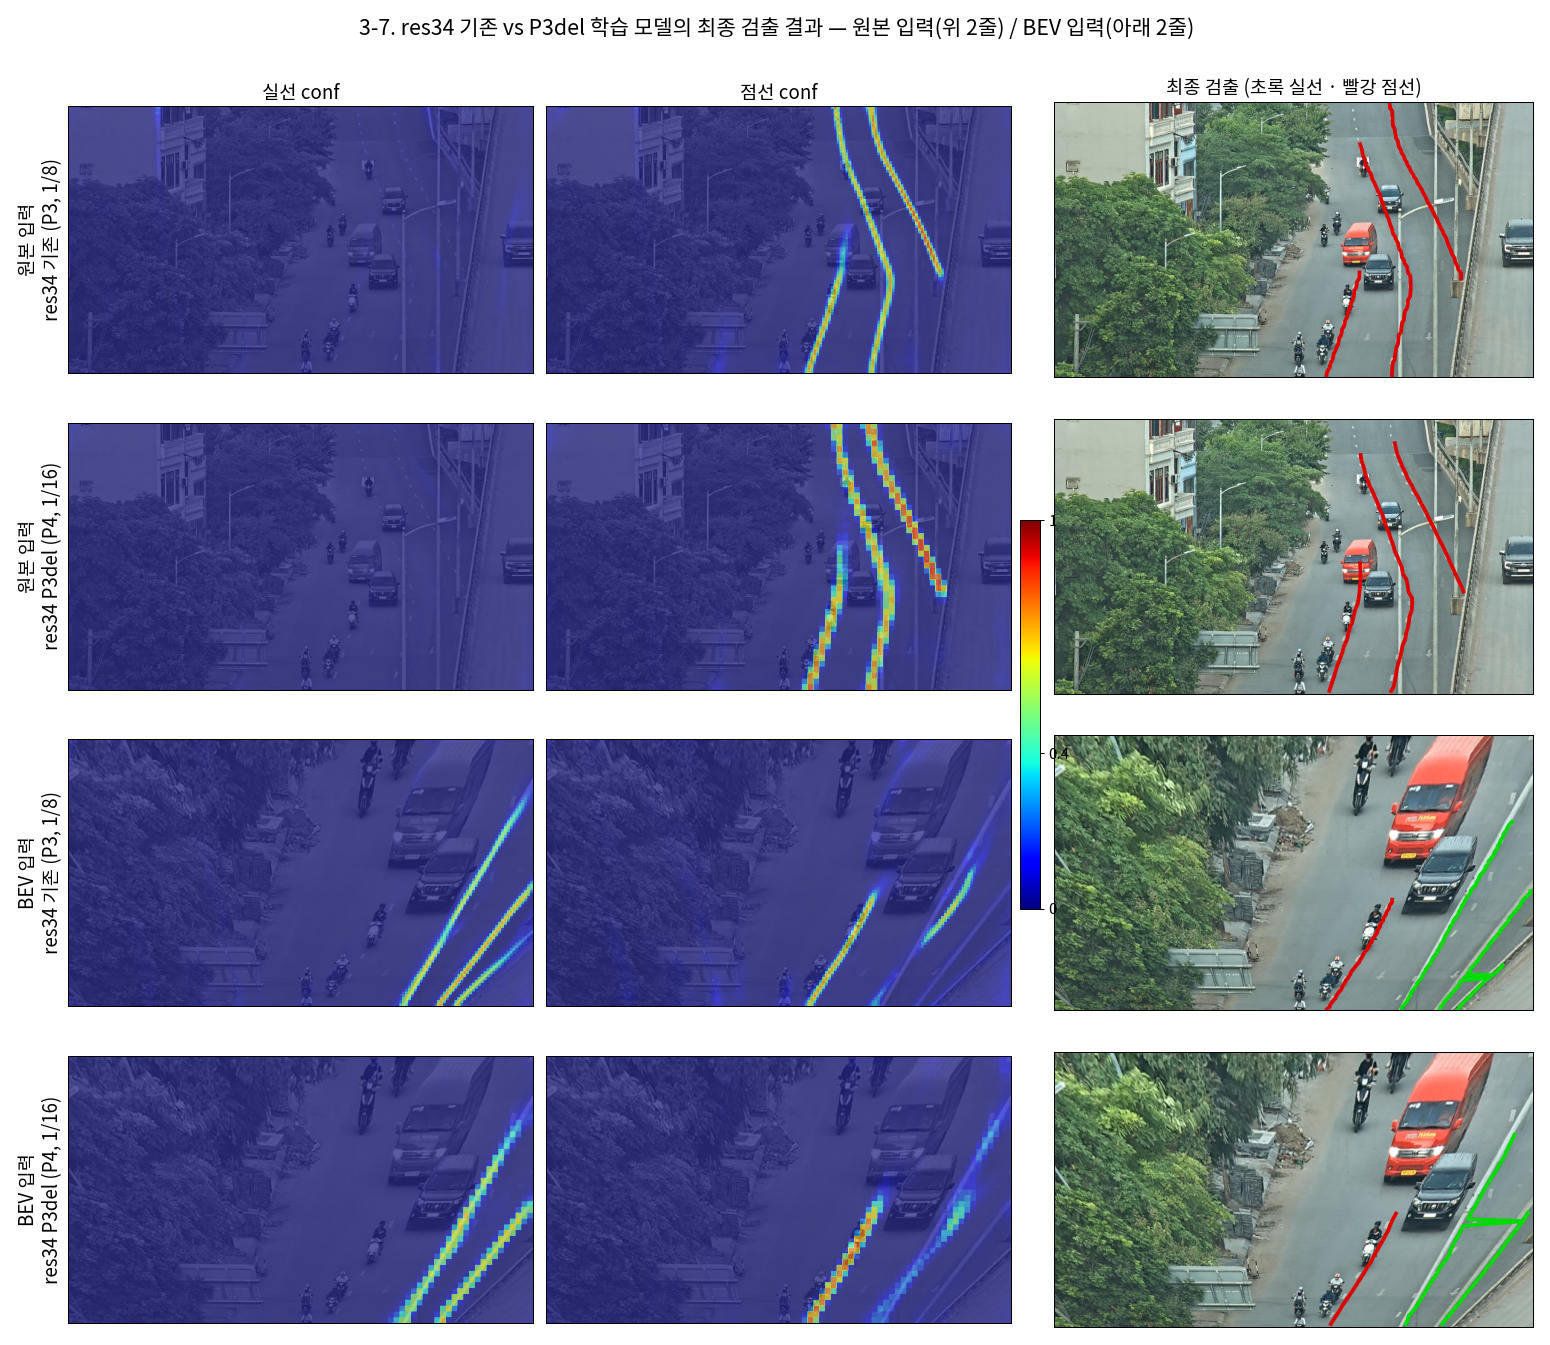 3-7. res34 기존 vs P3del 학습 모델의 최종 검출 결과 — 원본 입력(위 2줄) / BEV 입력(아래 2줄)
실선 conf
점선 conf
최종 검출 (초록 실선 · 빨강 점선)
원본 입력
res34 기존 (P3, 1/8)
원본 입력
res34 P3del (P4, 1/16)
1
0.4
0
BEV 입력
res34 기존 (P3, 1/8)
BEV 입력
res34 P3del (P4, 1/16)